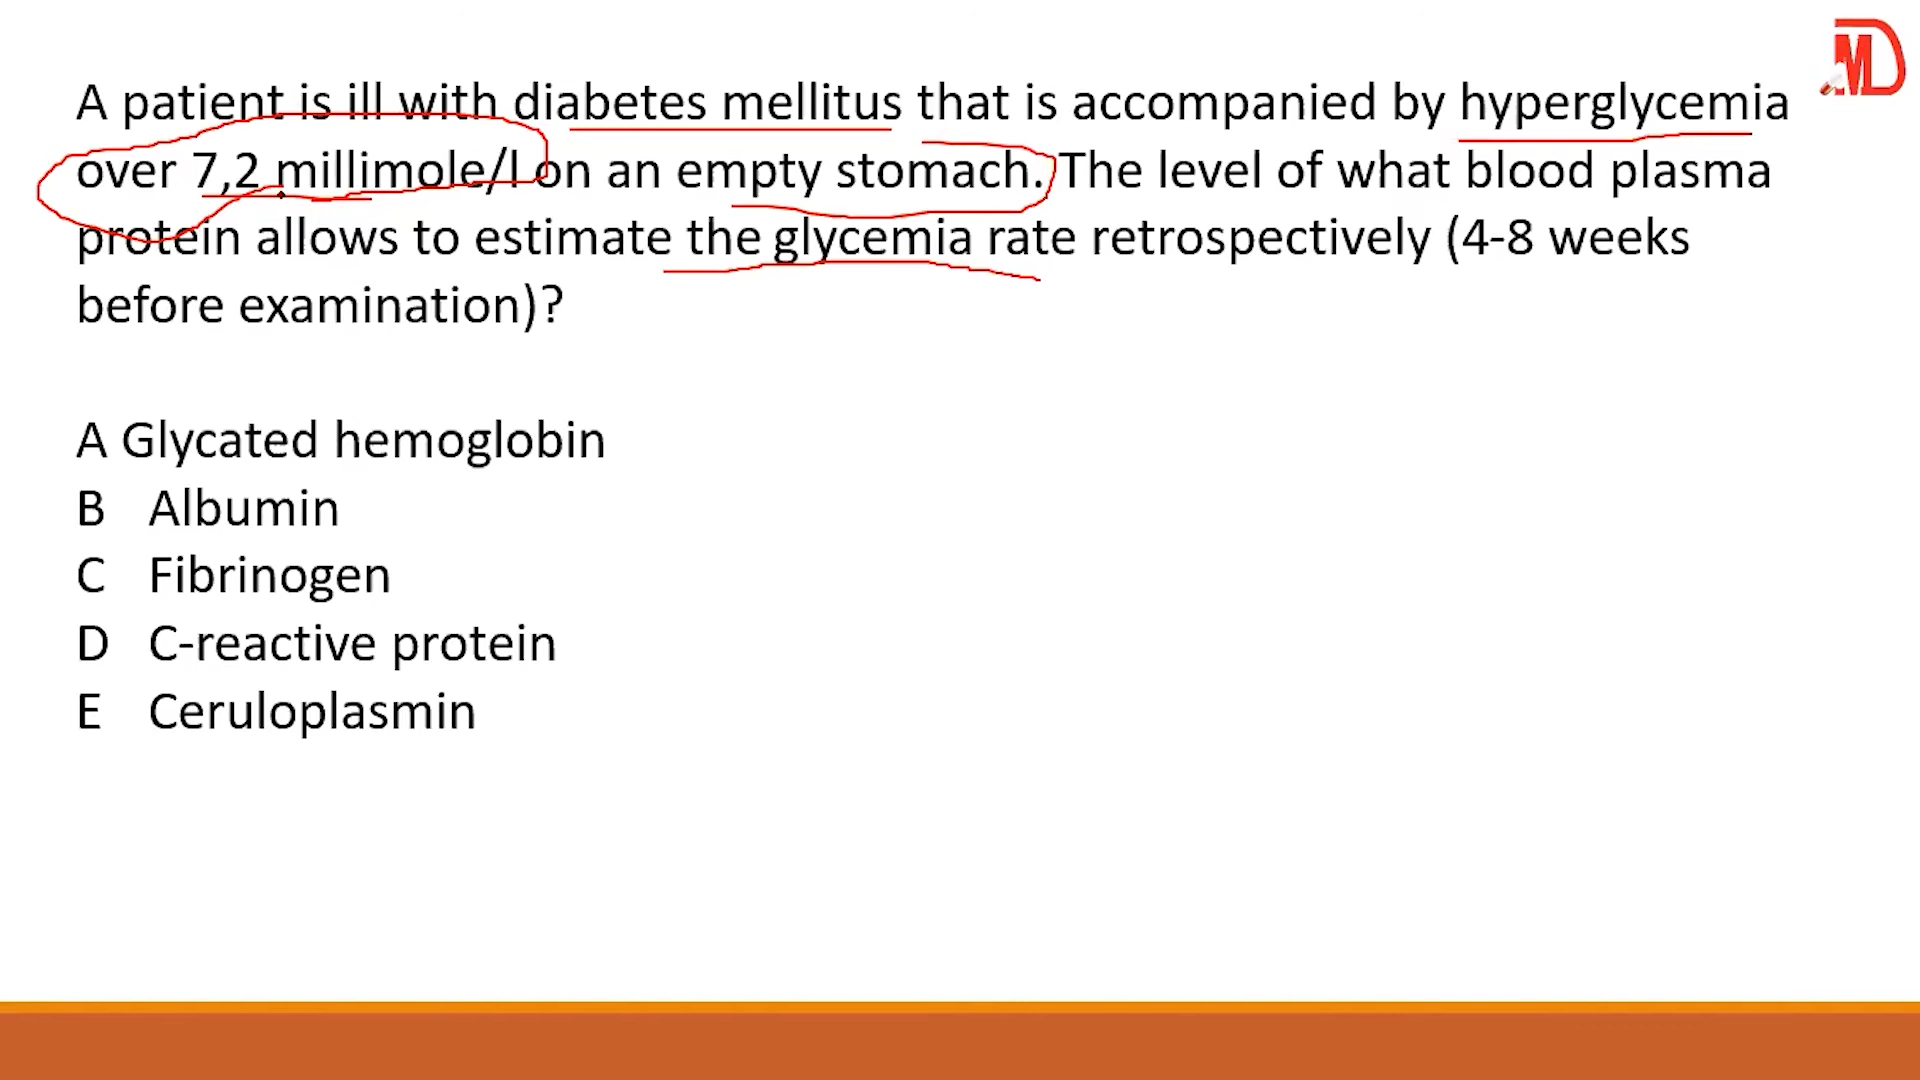 MD
A patient is ill with diabetes mellitus that is accompanied by hyperglycemia
over 7,2 millimole/l on an empty stomach. The level of what blood plasma
protein allows to estimate the glycemia rate retrospectively (4-8 weeks
before examination)?
A Glycated hemoglobin
B Albumin
C Fibrinogen
D C-reactive protein
E Ceruloplasmin